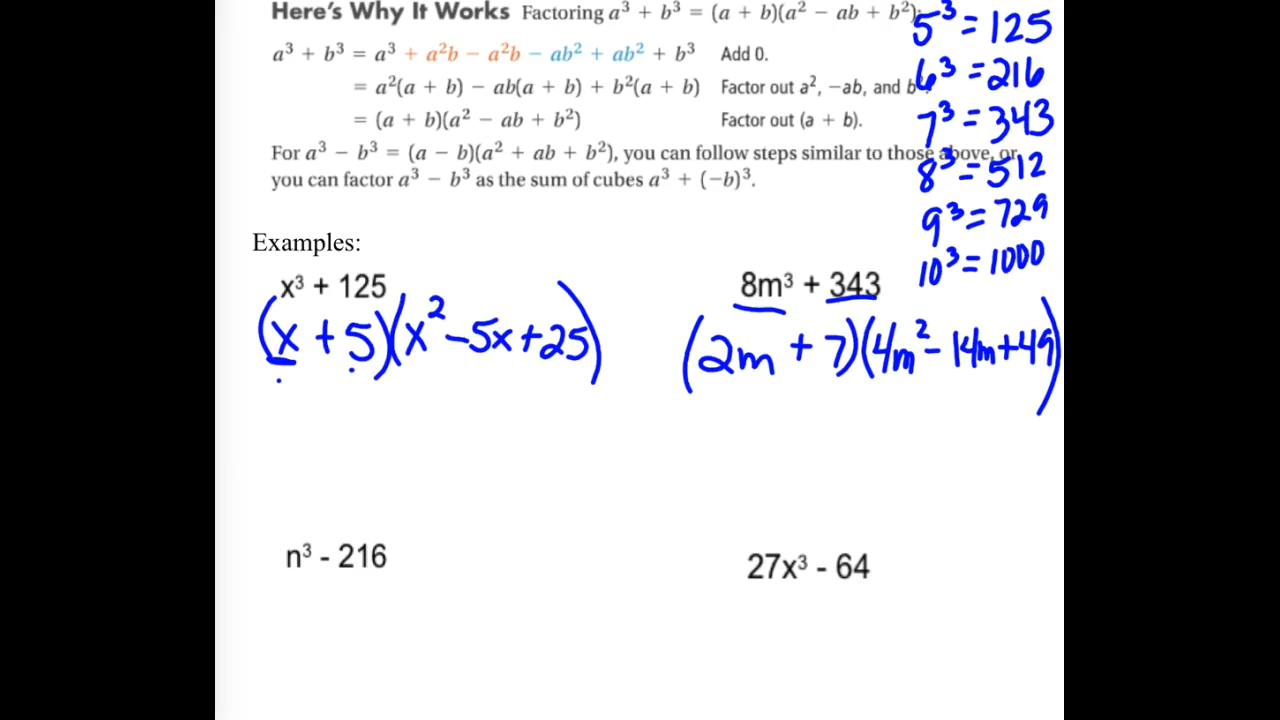 Here's Why It Works Factoring a³ + b³ = (a + b)(a² − ab + b²):
a³ + b³ = a³ + a²b − a²b − ab² + ab² + b³ Add 0.
= a²(a + b) − ab(a + b) + b²(a + b) Factor out a², −ab, and b².
= (a + b)(a² − ab + b²) Factor out (a + b).
For a³ − b³ = (a − b)(a² + ab + b²), you can follow steps similar to those above, or
you can factor a³ − b³ as the sum of cubes a³ + (−b)³.
5³ = 125
6³ = 216
7³ = 343
8³ = 512
9³ = 729
10³ = 1000
Examples:
x³ + 125
(x + 5)(x² − 5x + 25)
8m³ + 343
(2m + 7)(4m² − 14m + 49)
n³ - 216
27x³ - 64